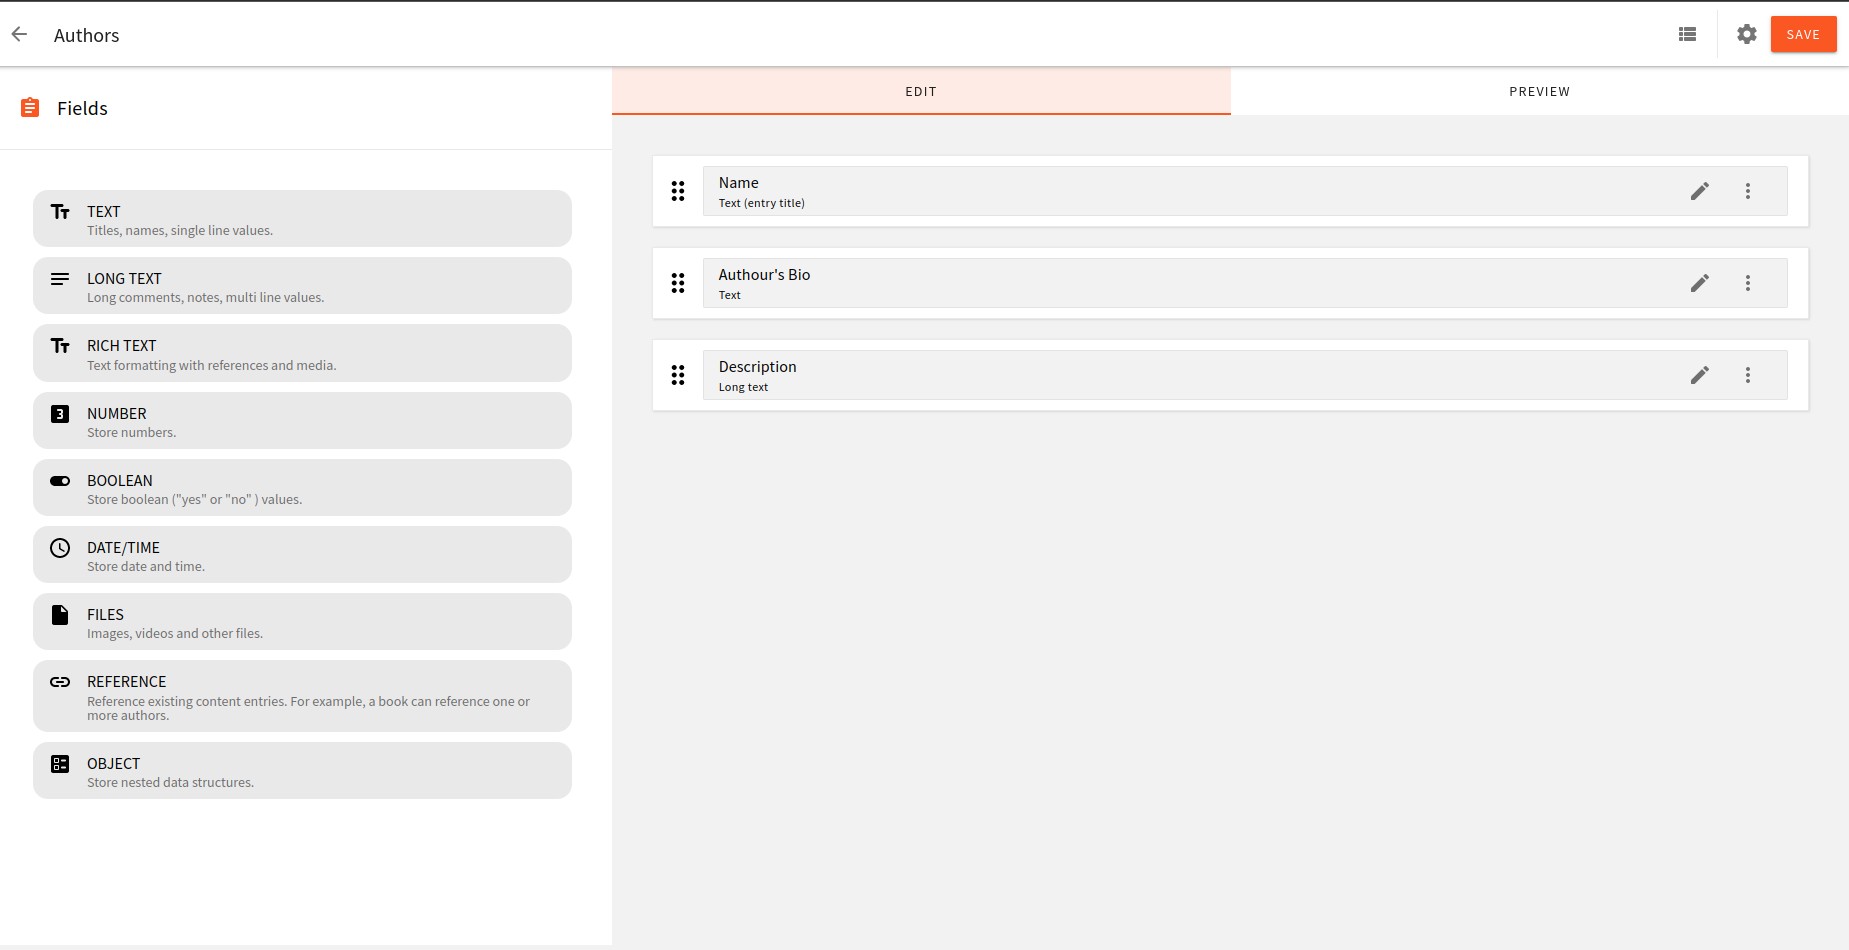 Authors
SAVE
Fields
EDIT
PREVIEW
TEXT
Titles, names, single line values.
LONG TEXT
Long comments, notes, multi line values.
RICH TEXT
Text formatting with references and media.
NUMBER
Store numbers.
BOOLEAN
Store boolean ("yes" or "no" ) values.
DATE/TIME
Store date and time.
FILES
Images, videos and other files.
REFERENCE
Reference existing content entries. For example, a book can reference one or
more authors.
OBJECT
Store nested data structures.
Name
Text (entry title)
Authour's Bio
Text
Description
Long text